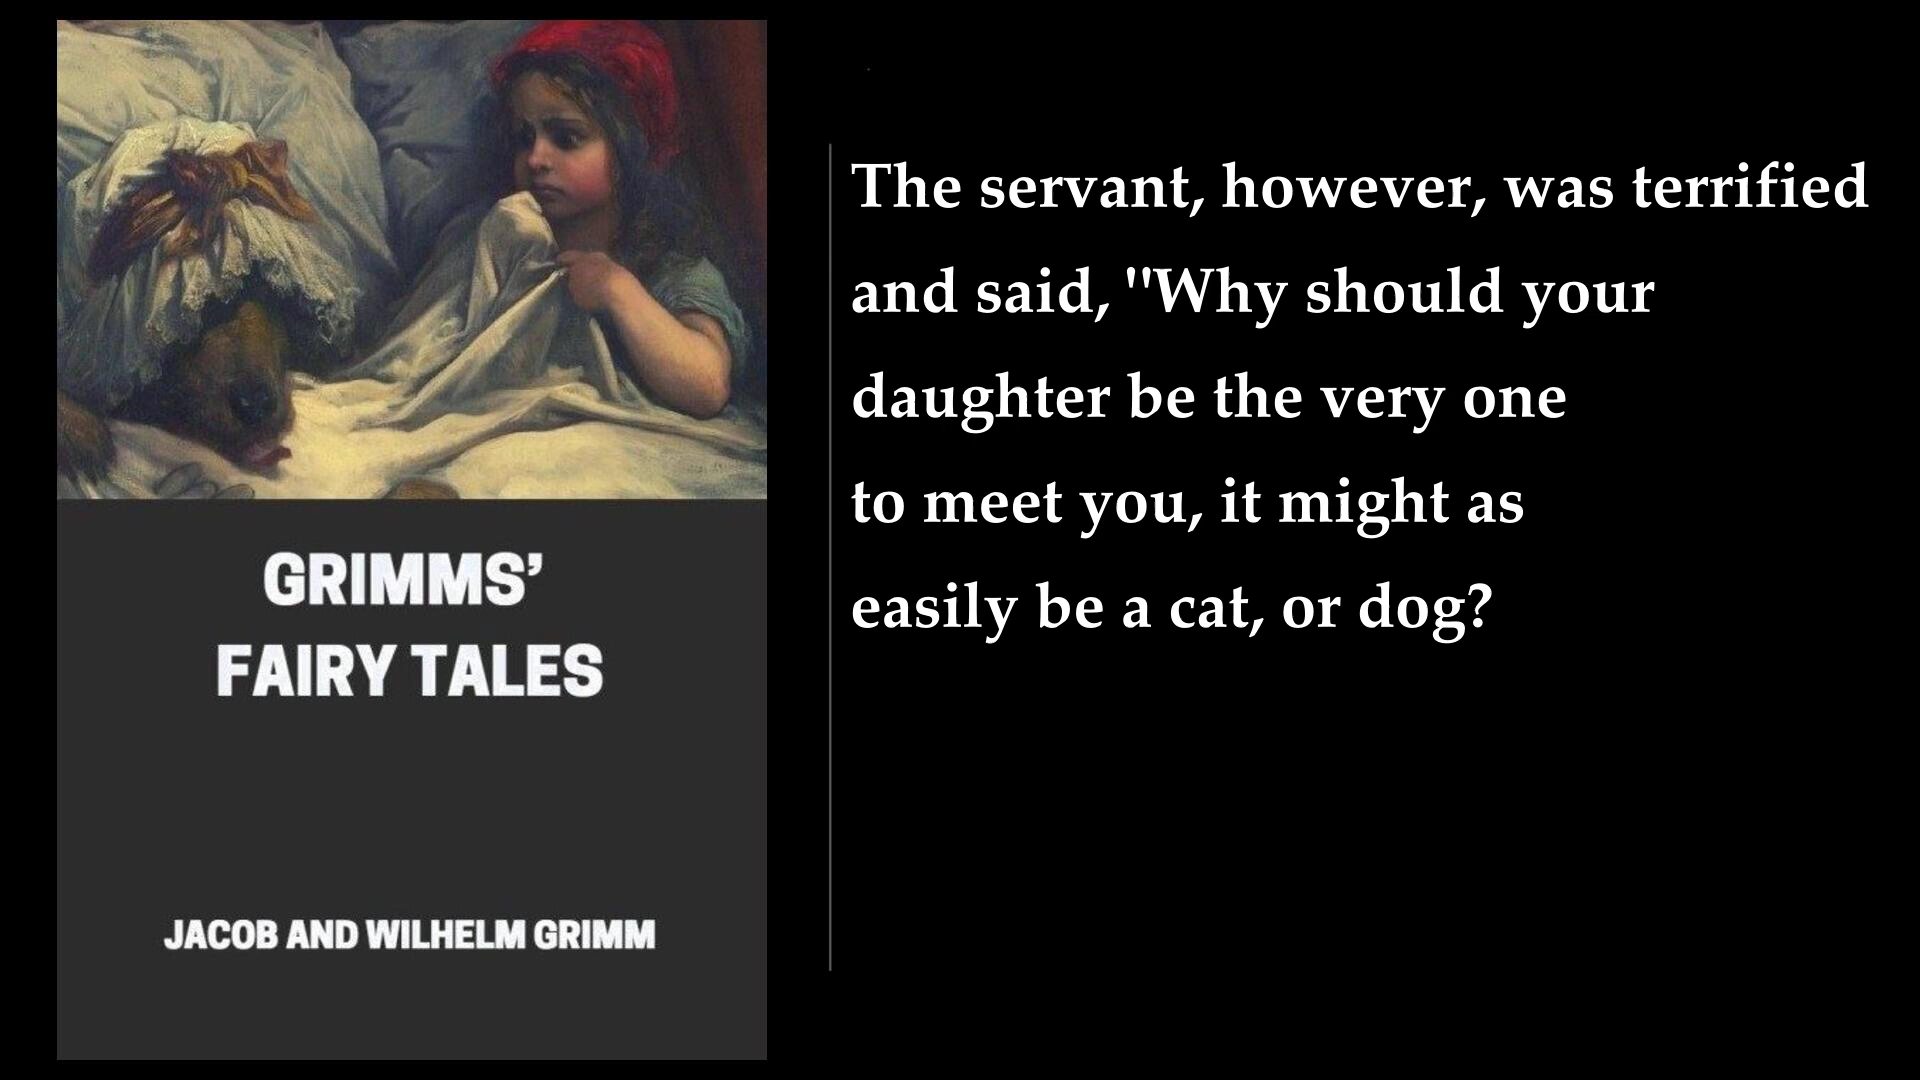 GRIMMS’
FAIRY TALES
JACOB AND WILHELM GRIMM
The servant, however, was terrified
and said, "Why should your
daughter be the very one
to meet you, it might as
easily be a cat, or dog?